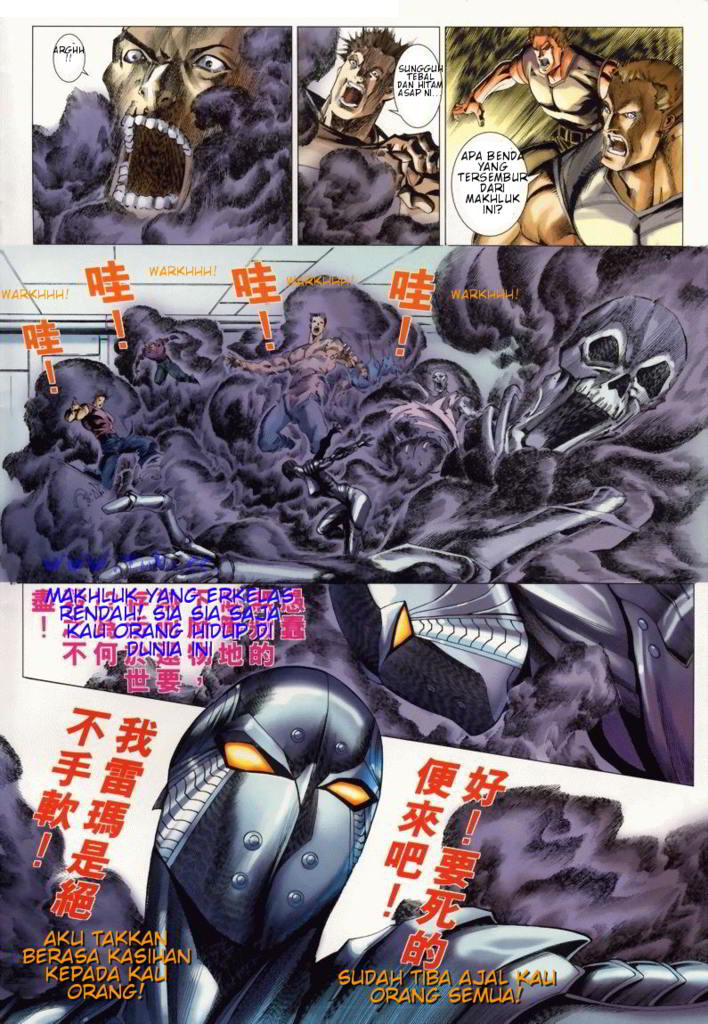 ARGHH
!!
SUNGGUH
TEBAL
DAN HITAM
ASAP NI...
APA BENDA
YANG
TERSEMBUR
DARI
MAKHLUK
INI?
WARKHHH!
哇！
WARKHHH!
哇！
哇！
WARKHHH!
哇！
WARKHHH!
MAKHLUK YANG ERKELAS
RENDAH! SIA SIA SAJA
KAU ORANG HIDUP DI
DUNIA INI
我雷瑪是絕
不手軟！
AKU TAKKAN
BERASA KASIHAN
KEPADA KAU
ORANG!
好！要死的
便來吧！
SUDAH TIBA AJAL KAU
ORANG SEMUA!